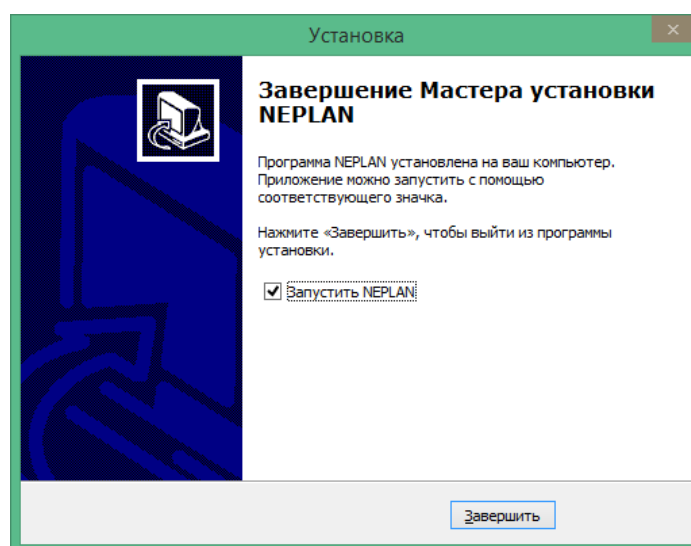 Установка
Завершение Мастера установки
NEPLAN
Программа NEPLAN установлена на ваш компьютер.
Приложение можно запустить с помощью
соответствующего значка.
Нажмите «Завершить», чтобы выйти из программы
установки.
Запустить NEPLAN
Завершить